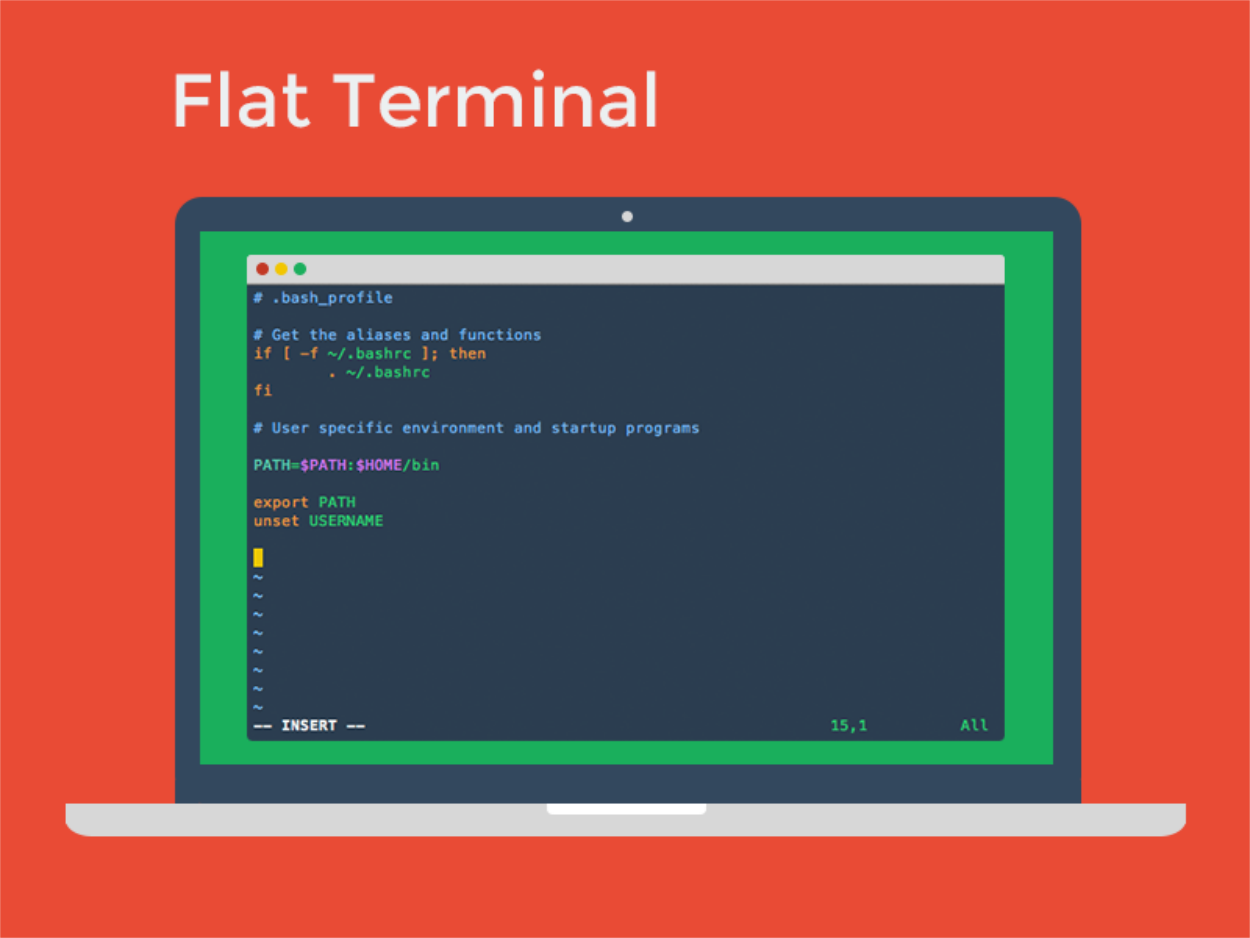 Flat Terminal
# .bash_profile
# Get the aliases and functions
if [ -f ~/.bashrc ]; then
        . ~/.bashrc
fi
# User specific environment and startup programs
PATH=$PATH:$HOME/bin
export PATH
unset USERNAME
~
~
~
~
~
~
~
~
-- INSERT -- 15,1 All